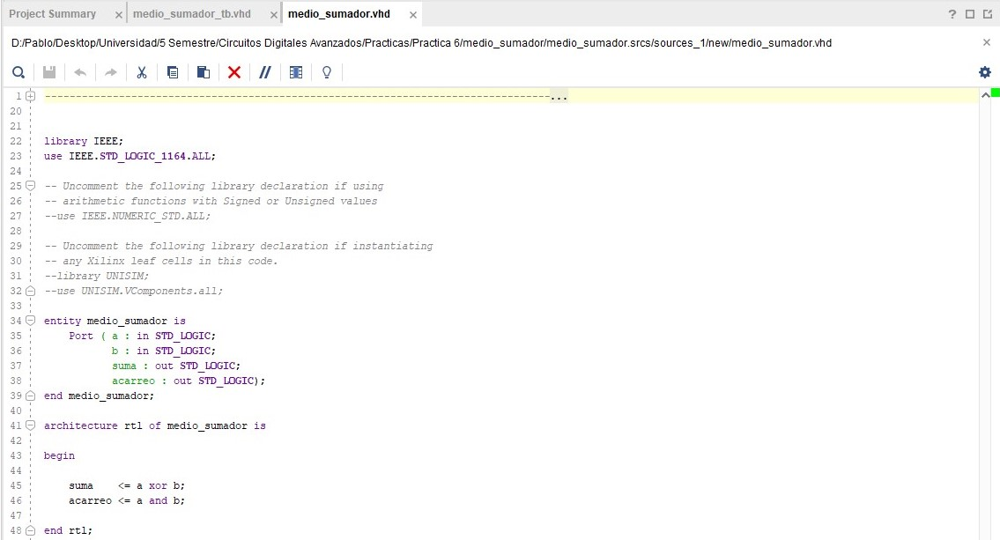 Project Summary × medio_sumador_tb.vhd × medio_sumador.vhd × ?
D:/Pablo/Desktop/Universidad/5 Semestre/Circuitos Digitales Avanzados/Practicas/Practica 6/medio_sumador/medio_sumador.srcs/sources_1/new/medio_sumador.vhd ×
1 ----------------------------------------------------------------------------------...
20
21
22 library IEEE;
23 use IEEE.STD_LOGIC_1164.ALL;
24
25 -- Uncomment the following library declaration if using
26 -- arithmetic functions with Signed or Unsigned values
27 --use IEEE.NUMERIC_STD.ALL;
28
29 -- Uncomment the following library declaration if instantiating
30 -- any Xilinx leaf cells in this code.
31 --library UNISIM;
32 --use UNISIM.VComponents.all;
33
34 entity medio_sumador is
35     Port ( a : in STD_LOGIC;
36            b : in STD_LOGIC;
37            suma : out STD_LOGIC;
38            acarreo : out STD_LOGIC);
39 end medio_sumador;
40
41 architecture rtl of medio_sumador is
42
43 begin
44
45     suma    <= a xor b;
46     acarreo <= a and b;
47
48 end rtl;